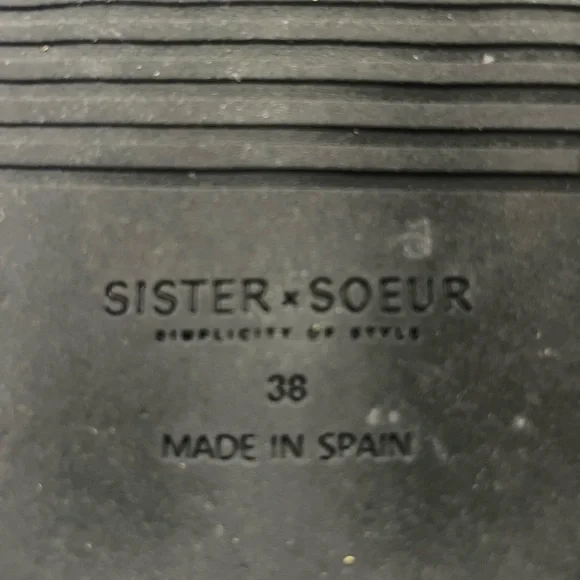 SISTER x SOEUR
SIMPLICITY OF STYLE
38
MADE IN SPAIN